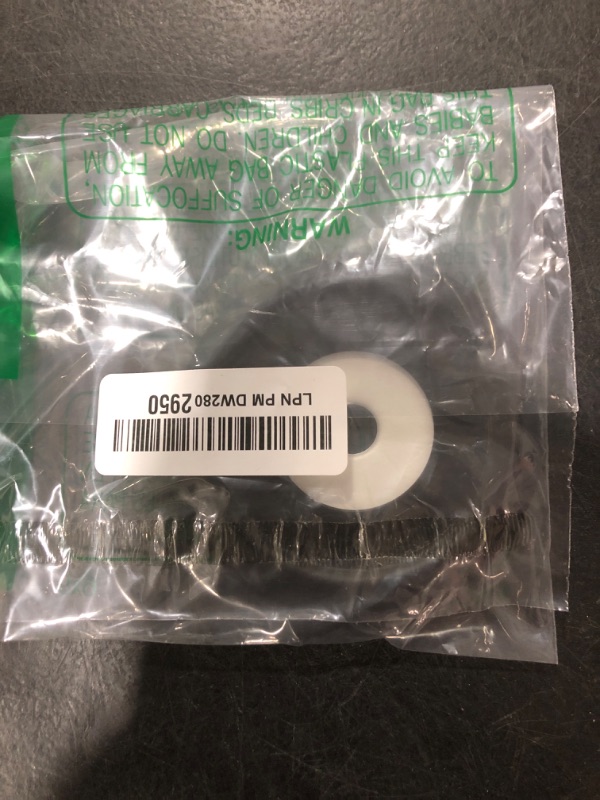 WARNING:
TO AVOID DANGER OF SUFFOCATION,
KEEP THIS PLASTIC BAG AWAY FROM
BABIES AND CHILDREN. DO NOT USE
THIS BAG IN CRIBS, BEDS, CARRIAGES
LPN PM DW280 2950